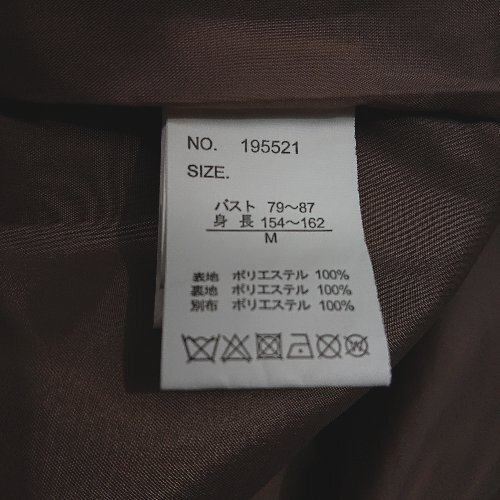 NO. 195521
SIZE.
バスト 79～87
身 長 154～162
M
表地 ポリエステル 100%
裏地 ポリエステル 100%
別布 ポリエステル 100%